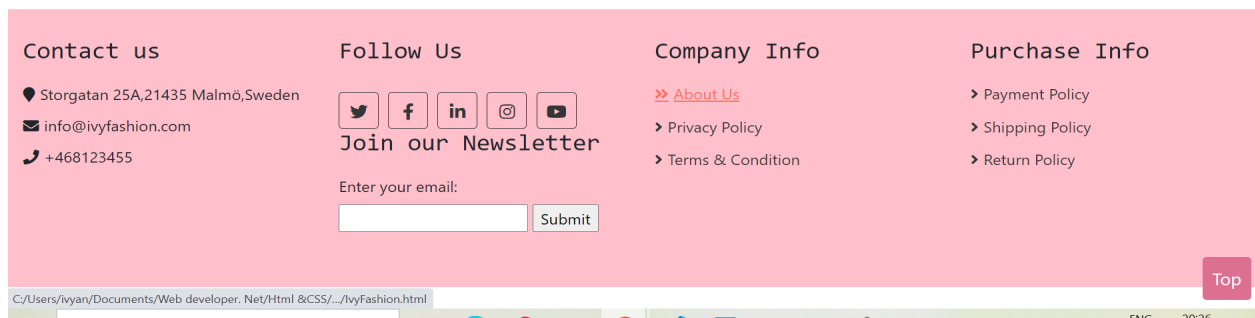 Contact us
Storgatan 25A,21435 Malmö,Sweden
info@ivyfashion.com
+468123455
Follow Us
Join our Newsletter
Enter your email:
Submit
Company Info
About Us
Privacy Policy
Terms & Condition
Purchase Info
Payment Policy
Shipping Policy
Return Policy
Top
C:/Users/ivyan/Documents/Web developer. Net/Html &CSS/.../IvyFashion.html